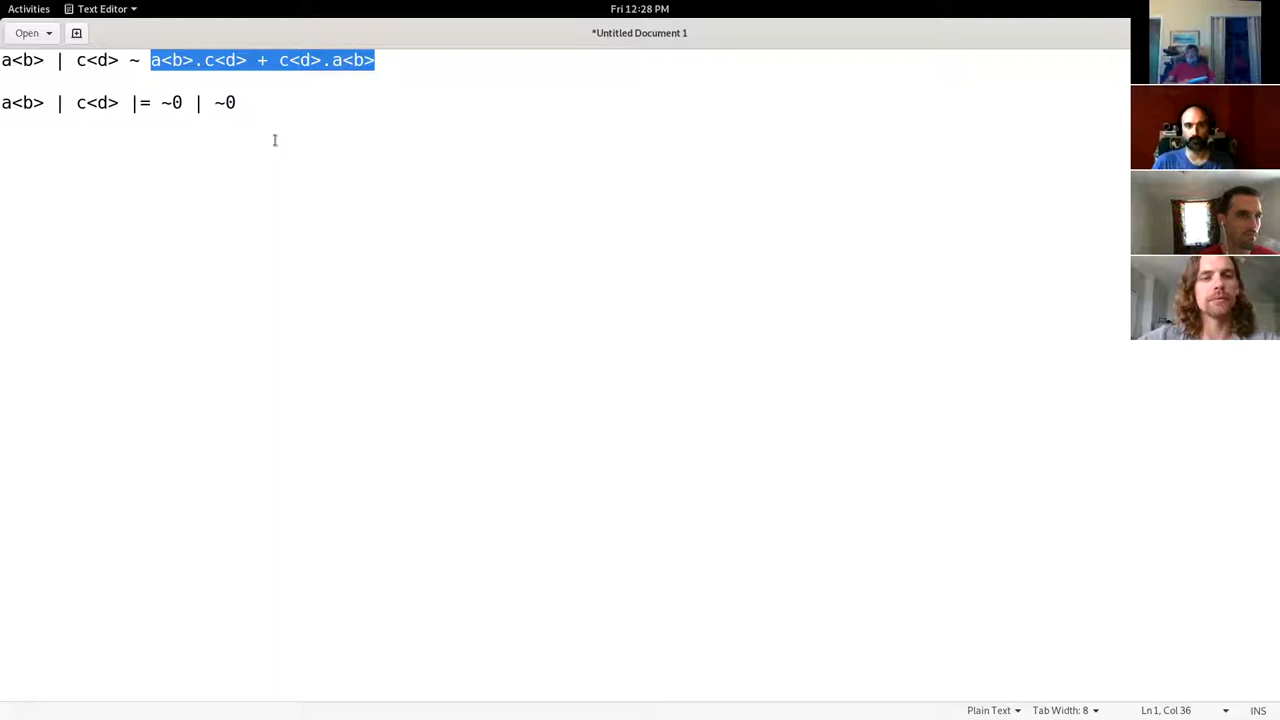 Activities Text Editor Fri 12:28 PM
Open *Untitled Document 1
a<b> | c<d> ~ a<b>.c<d> + c<d>.a<b>
a<b> | c<d> |= ~0 | ~0
Plain Text Tab Width: 8 Ln 1, Col 36 INS